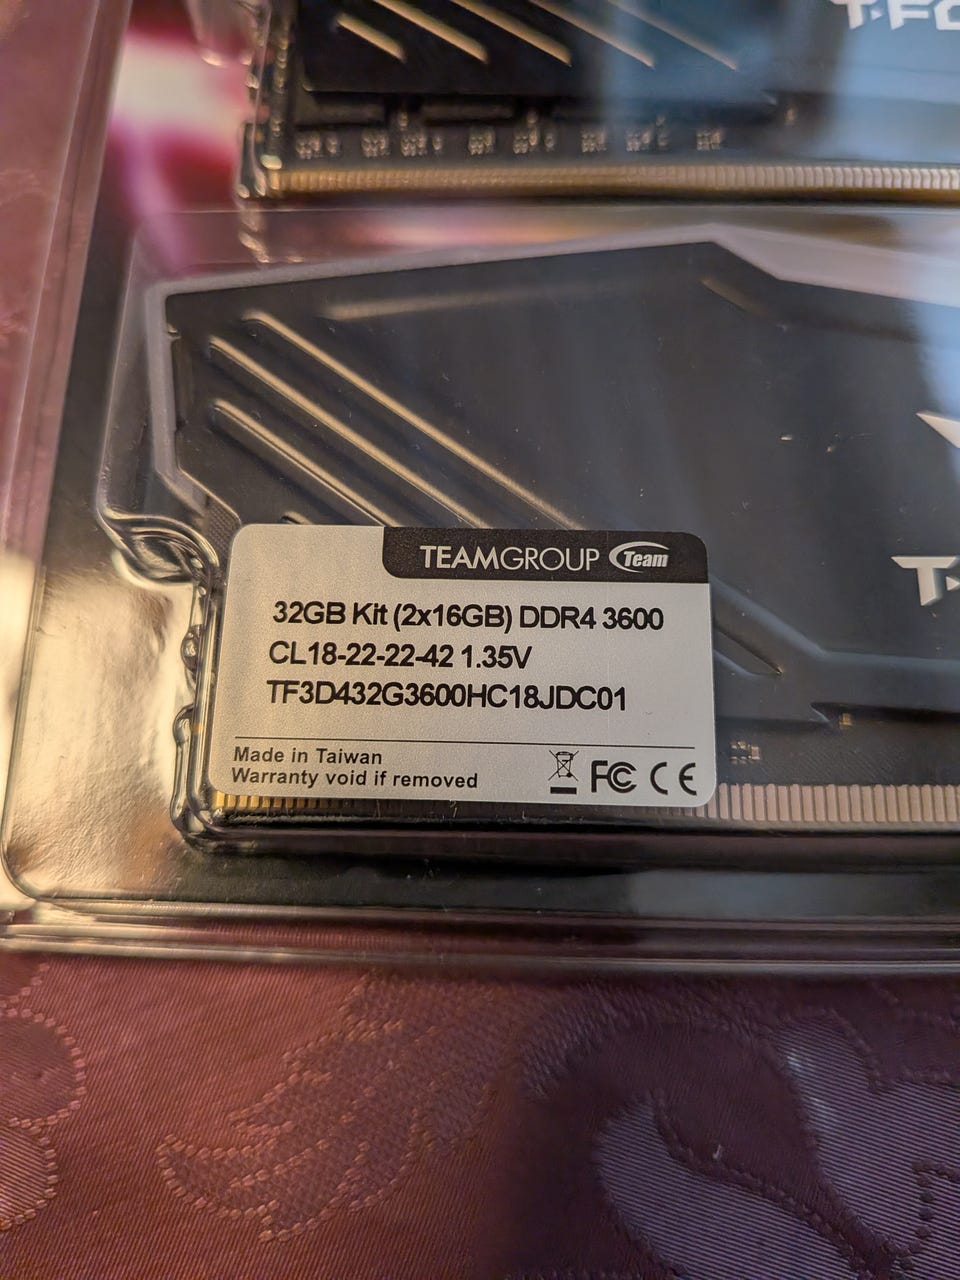 TEAMGROUP Team
32GB Kit (2x16GB) DDR4 3600
CL18-22-22-42 1.35V
TF3D432G3600HC18JDC01
Made in Taiwan
Warranty void if removed
FC CE